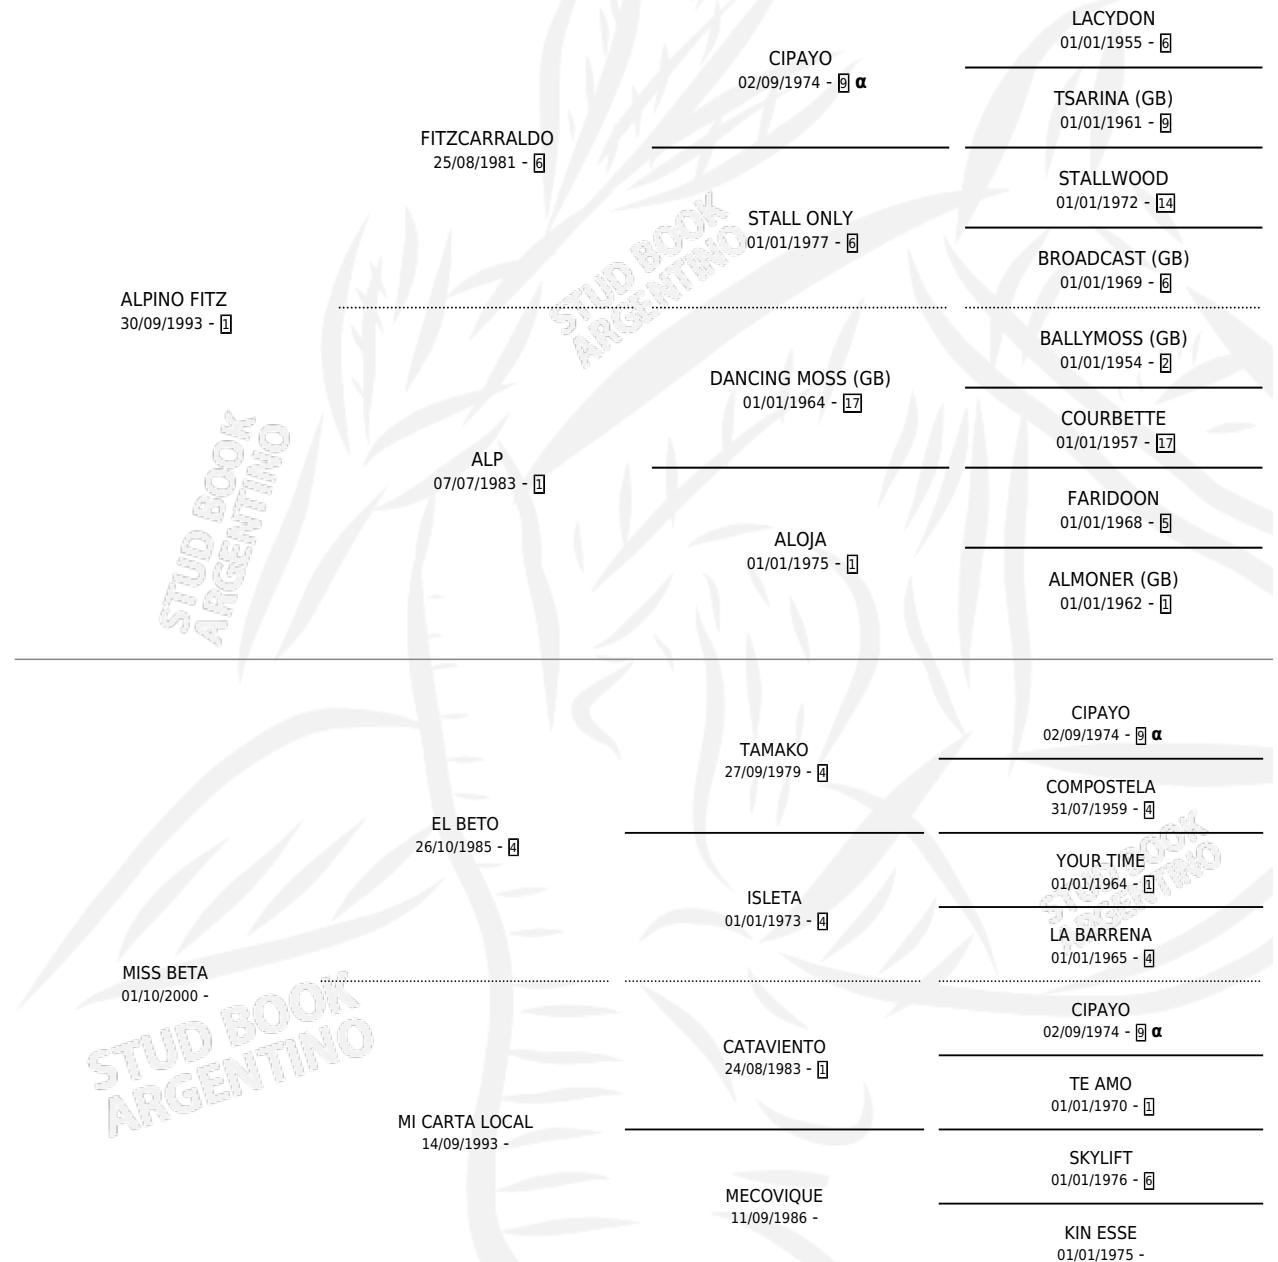 LACYDON
01/01/1955 - 6
CIPAYO
02/09/1974 - 9 α
TSARINA (GB)
01/01/1961 - 9
FITZCARRALDO
25/08/1981 - 6
STALLWOOD
01/01/1972 - 14
STALL ONLY
01/01/1977 - 6
BROADCAST (GB)
01/01/1969 - 6
ALPINO FITZ
30/09/1993 - 1
BALLYMOSS (GB)
01/01/1954 - 2
DANCING MOSS (GB)
01/01/1964 - 17
COURBETTE
01/01/1957 - 17
ALP
07/07/1983 - 1
FARIDOON
01/01/1968 - 5
ALOJA
01/01/1975 - 1
ALMONER (GB)
01/01/1962 - 1
CIPAYO
02/09/1974 - 9 α
TAMAKO
27/09/1979 - 4
COMPOSTELA
31/07/1959 - 4
EL BETO
26/10/1985 - 4
YOUR TIME
01/01/1964 - 1
ISLETA
01/01/1973 - 4
LA BARRENA
01/01/1965 - 4
MISS BETA
01/10/2000 -
CIPAYO
02/09/1974 - 9 α
CATAVIENTO
24/08/1983 - 1
TE AMO
01/01/1970 - 1
MI CARTA LOCAL
14/09/1993 -
SKYLIFT
01/01/1976 - 6
MECOVIQUE
11/09/1986 -
KIN ESSE
01/01/1975 -
STUD BOOK
ARGENTINO
STUD BOOK
ARGENTINO
STUD BOOK
ARGENTINO
STUD BOOK
ARGENTINO